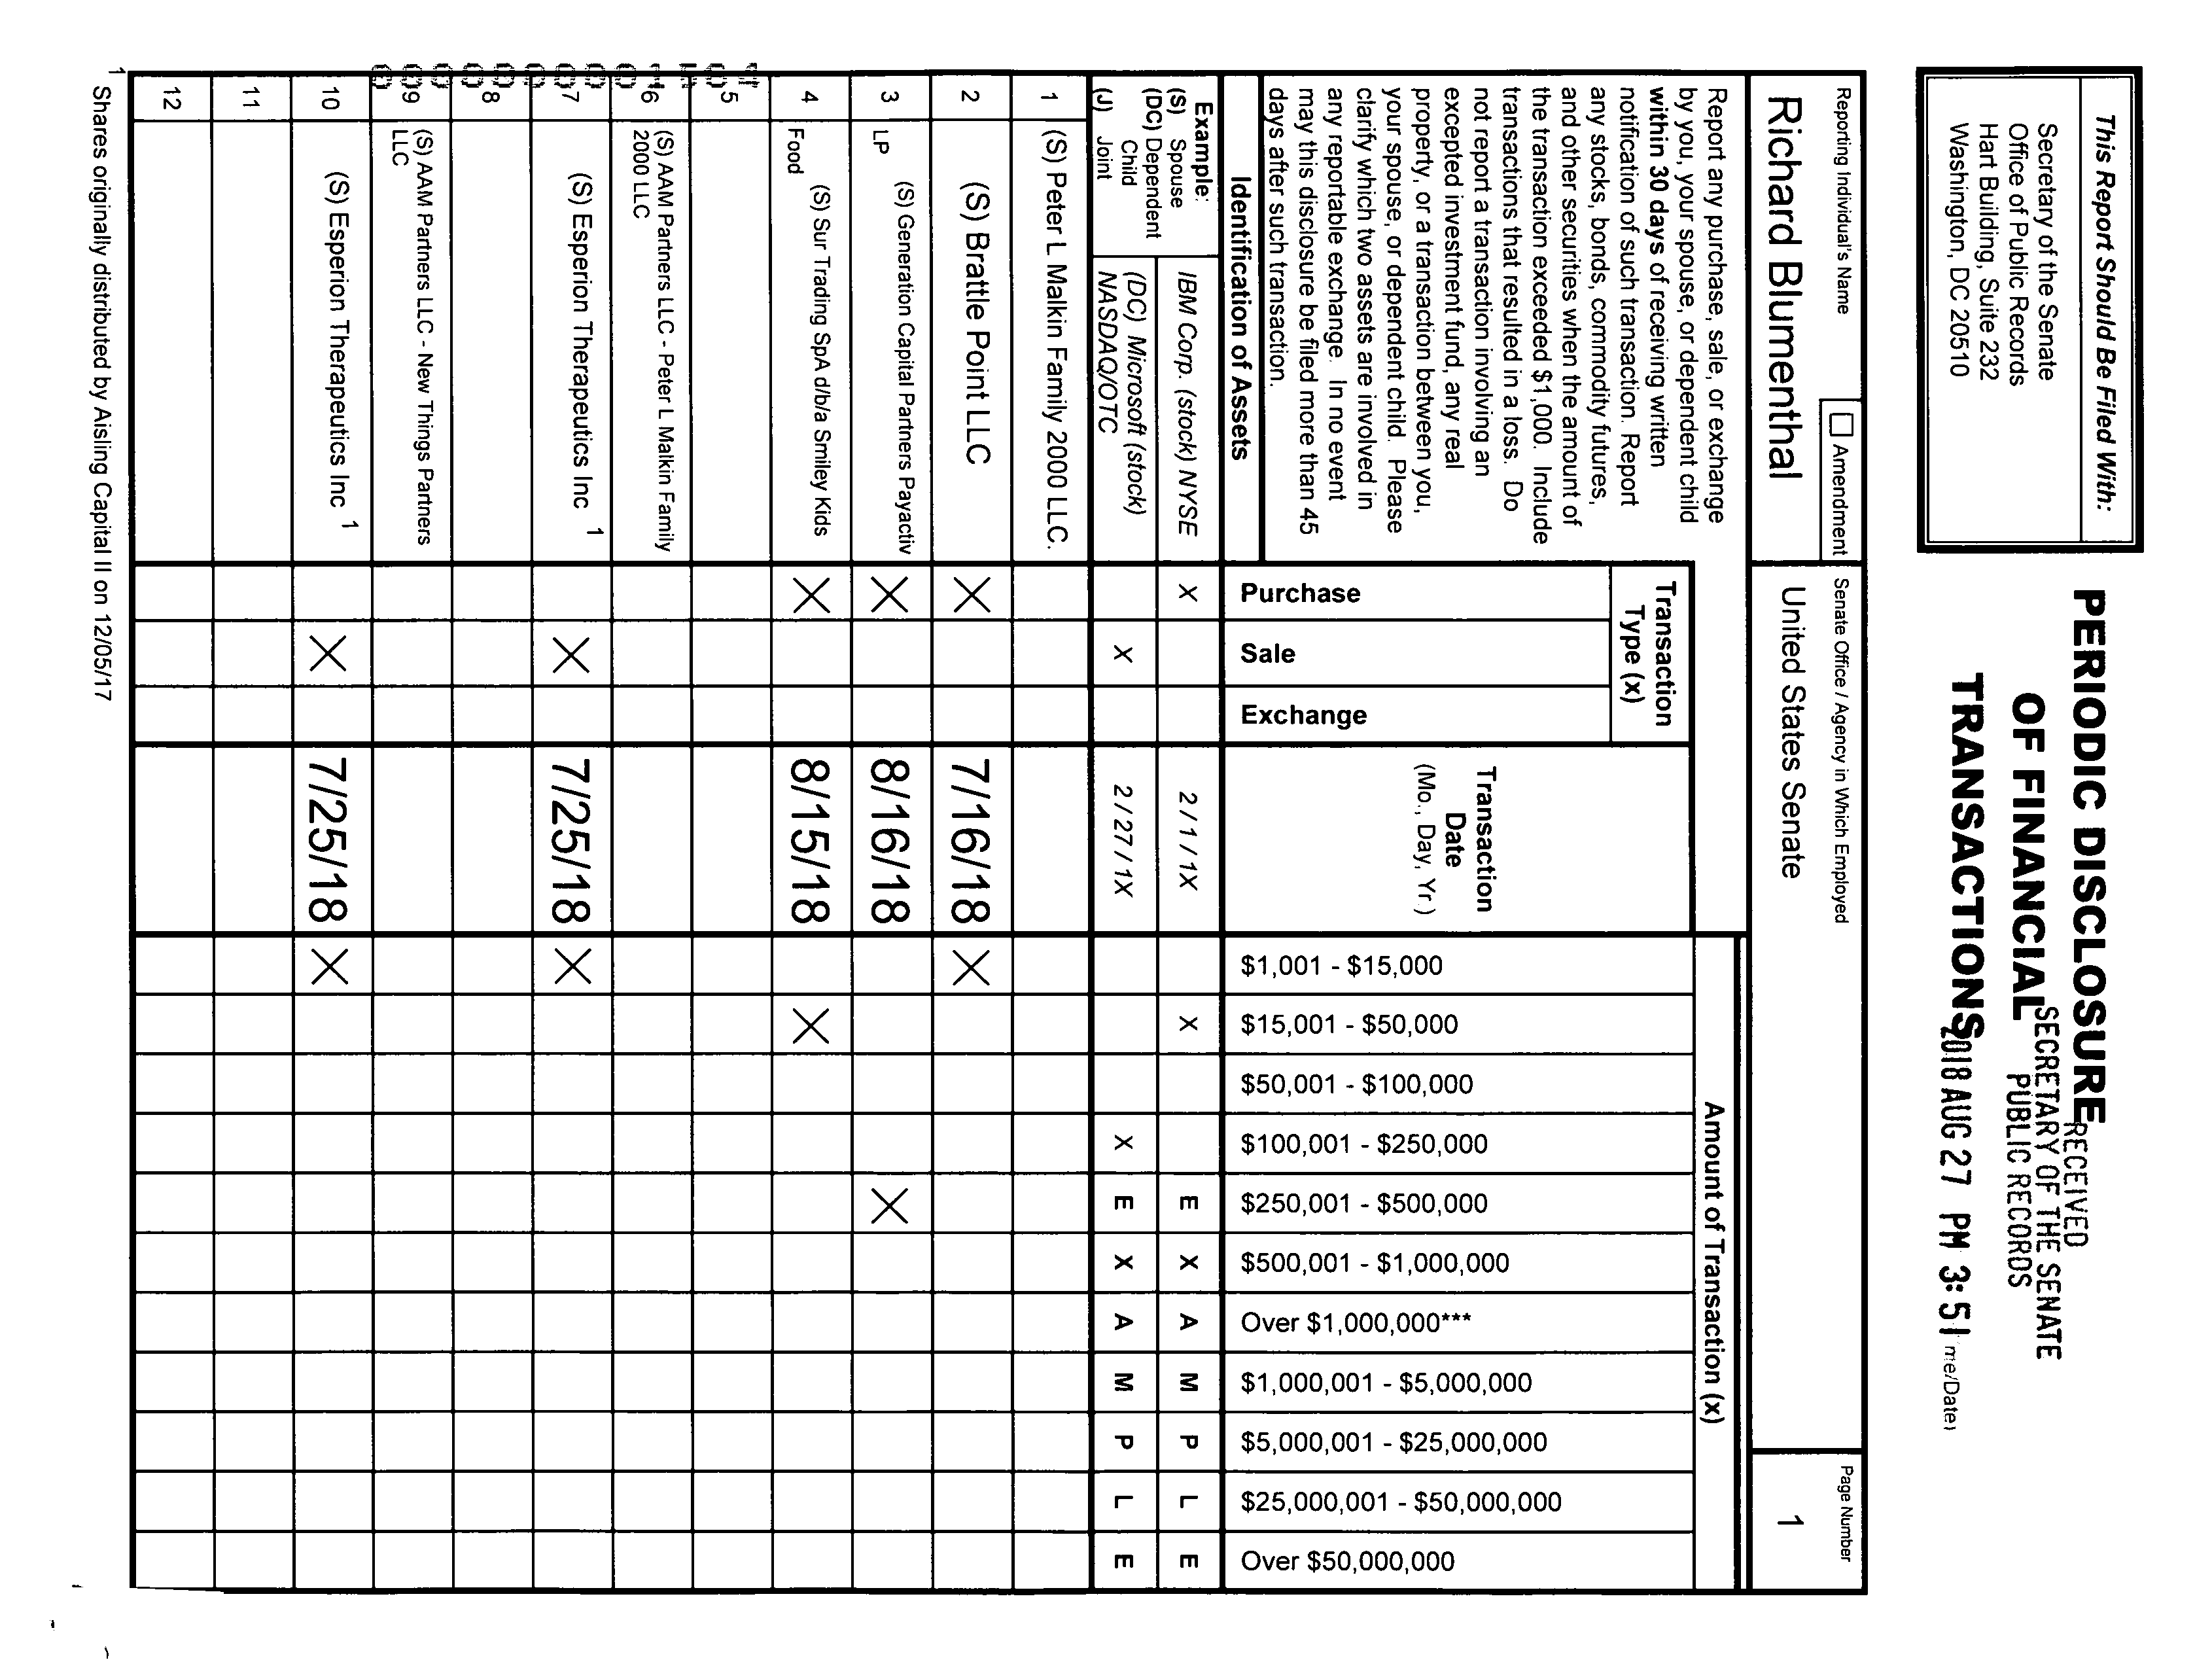 This Report Should Be Filed With:
Secretary of the Senate
Office of Public Records
Hart Building, Suite 232
Washington, DC 20510
PERIODIC DISCLOSURE
OF FINANCIAL
TRANSACTIONS
RECEIVED
SECRETARY OF THE SENATE
PUBLIC RECORDS
2018 AUG 27 PM 3:51
me/Date)
Reporting Individual's Name
Amendment
Senate Office / Agency in Which Employed
Page Number
Richard Blumenthal
United States Senate
1
Report any purchase, sale, or exchange
by you, your spouse, or dependent child
within 30 days of receiving written
notification of such transaction. Report
any stocks, bonds, commodity futures,
and other securities when the amount of
the transaction exceeded $1,000. Include
transactions that resulted in a loss. Do
not report a transaction involving an
excepted investment fund, any real
property, or a transaction between you,
your spouse, or dependent child. Please
clarify which two assets are involved in
any reportable exchange. In no event
may this disclosure be filed more than 45
days after such transaction.
Identification of Assets
Transaction
Type (x)
Purchase
Sale
Exchange
Transaction
Date
(Mo., Day, Yr.)
Amount of Transaction (x)
$1,001 - $15,000
$15,001 - $50,000
$50,001 - $100,000
$100,001 - $250,000
$250,001 - $500,000
$500,001 - $1,000,000
Over $1,000,000***
$1,000,001 - $5,000,000
$5,000,001 - $25,000,000
$25,000,001 - $50,000,000
Over $50,000,000
Example:
(S) Spouse
(DC) Dependent
Child
(J) Joint
IBM Corp. (stock) NYSE X 2 / 1 / 1X X E X A M P L E
(DC) Microsoft (stock)
NASDAQ/OTC X 2 / 27 / 1X X E X A M P L E
1 (S) Peter L Malkin Family 2000 LLC.
2 (S) Brattle Point LLC X 7/16/18 X
3 (S) Generation Capital Partners Payactiv
LP X 8/16/18 X
4 (S) Sur Trading SpA d/b/a Smiley Kids
Food X 8/15/18 X
5
6 (S) AAM Partners LLC - Peter L Malkin Family
2000 LLC
7 (S) Esperion Therapeutics Inc 1 X 7/25/18 X
8
9 (S) AAM Partners LLC - New Things Partners
LLC
10 (S) Esperion Therapeutics Inc 1 X 7/25/18 X
11
12
1 Shares originally distributed by Aisling Capital II on 12/05/17